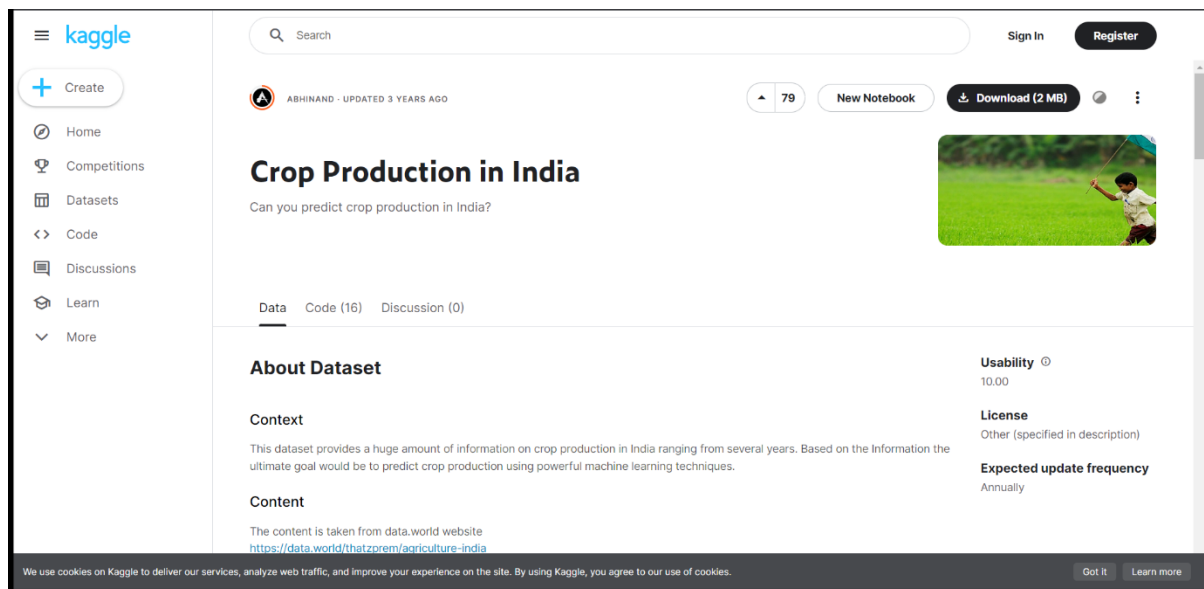 kaggle
Search
Sign In
Register
Create
Home
Competitions
Datasets
Code
Discussions
Learn
More
ABHINAND · UPDATED 3 YEARS AGO
79
New Notebook
Download (2 MB)
Crop Production in India
Can you predict crop production in India?
Data
Code (16)
Discussion (0)
About Dataset
Context
This dataset provides a huge amount of information on crop production in India ranging from several years. Based on the Information the
ultimate goal would be to predict crop production using powerful machine learning techniques.
Content
The content is taken from data.world website
https://data.world/thatzprem/agriculture-india
Usability
10.00
License
Other (specified in description)
Expected update frequency
Annually
We use cookies on Kaggle to deliver our services, analyze web traffic, and improve your experience on the site. By using Kaggle, you agree to our use of cookies.
Got it
Learn more